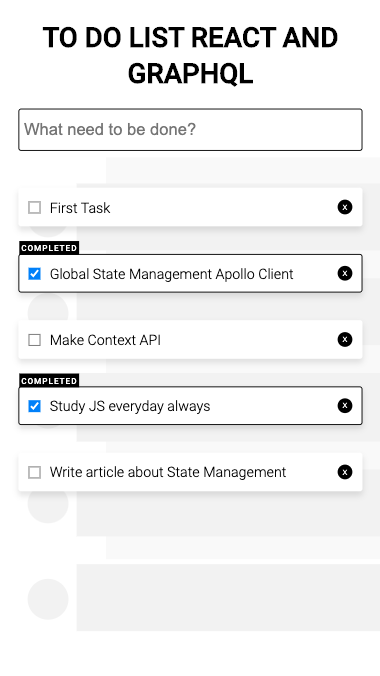 TO DO LIST REACT AND
GRAPHQL
What need to be done?
First Task
x
COMPLETED
Global State Management Apollo Client
x
Make Context API
x
COMPLETED
Study JS everyday always
x
Write article about State Management
x